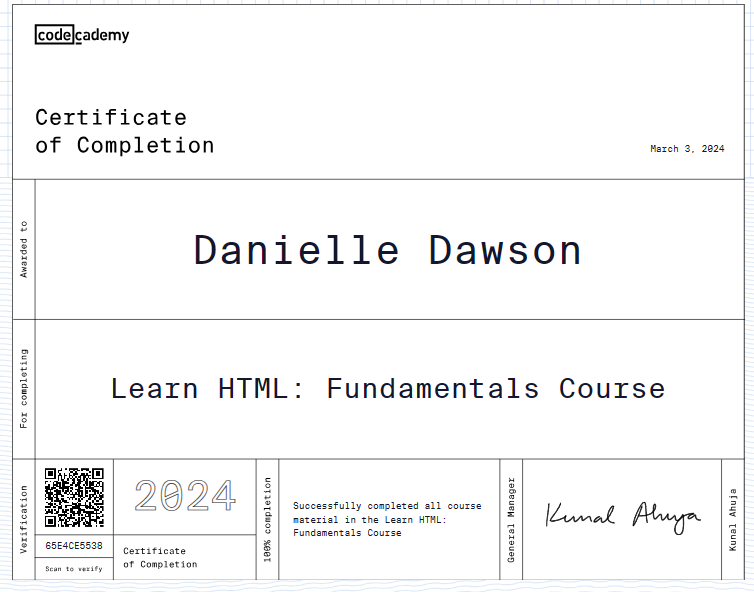 codecademy
Certificate
of Completion
March 3, 2024
Awarded to
Danielle Dawson
For completing
Learn HTML: Fundamentals Course
Verification
65E4CE5538
Scan to verify
2024
Certificate
of Completion
100% completion
Successfully completed all course
material in the Learn HTML:
Fundamentals Course
General Manager
Kunal Ahuja
Kunal Ahuja